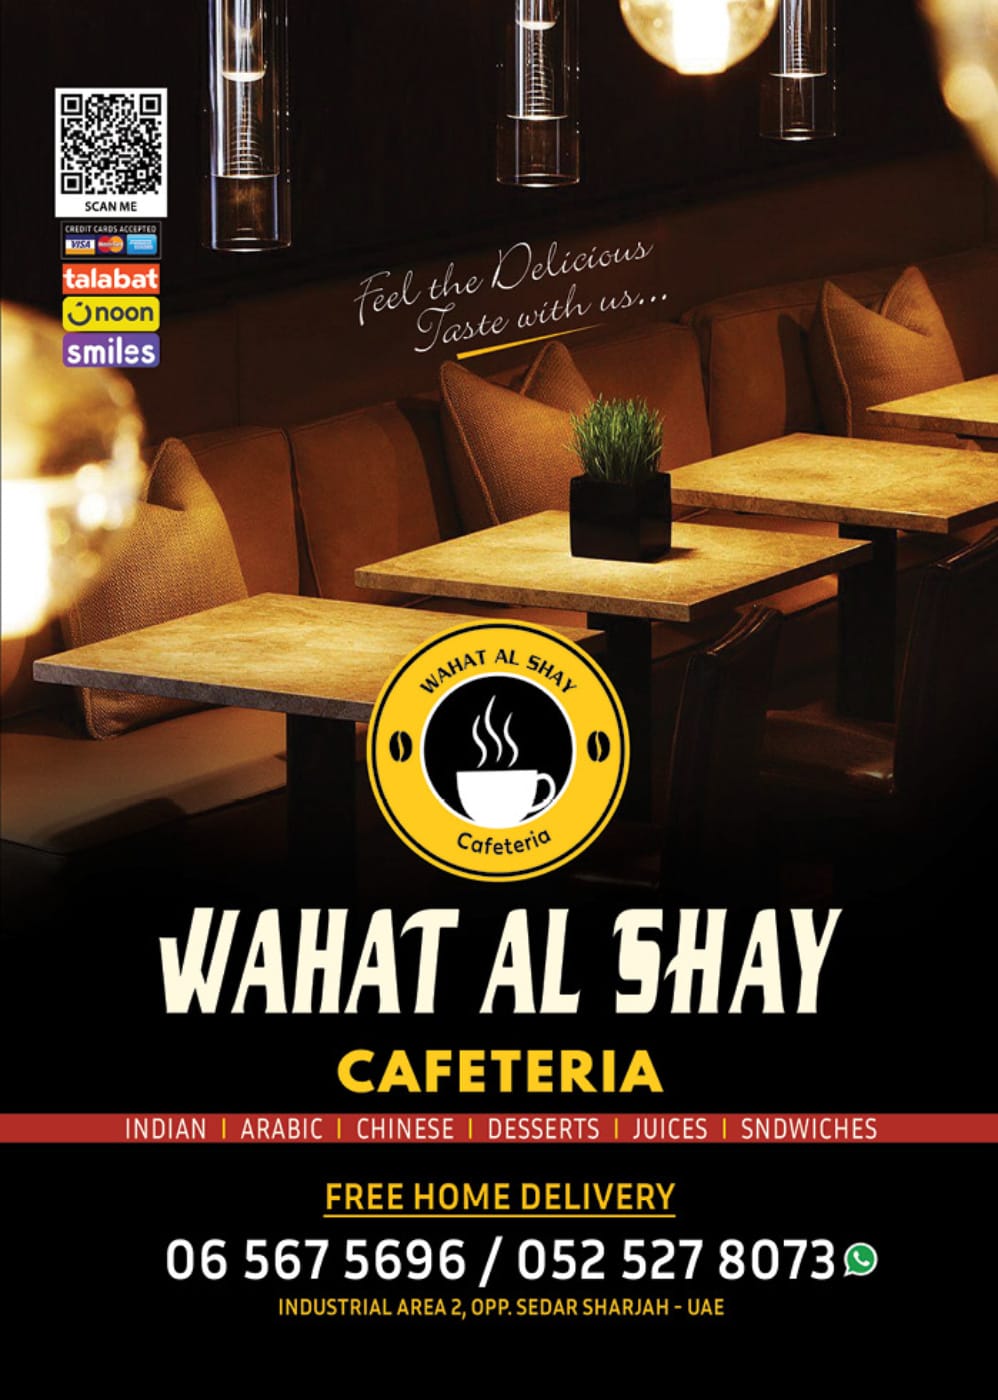 SCAN ME
CREDIT CARDS ACCEPTED
VISA MasterCard
talabat
noon
smiles
Feel the Delicious
Taste with us...
WAHAT AL SHAY
Cafeteria
WAHAT AL SHAY
CAFETERIA
INDIAN | ARABIC | CHINESE | DESSERTS | JUICES | SNDWICHES
FREE HOME DELIVERY
06 567 5696 / 052 527 8073
INDUSTRIAL AREA 2, OPP. SEDAR SHARJAH - UAE